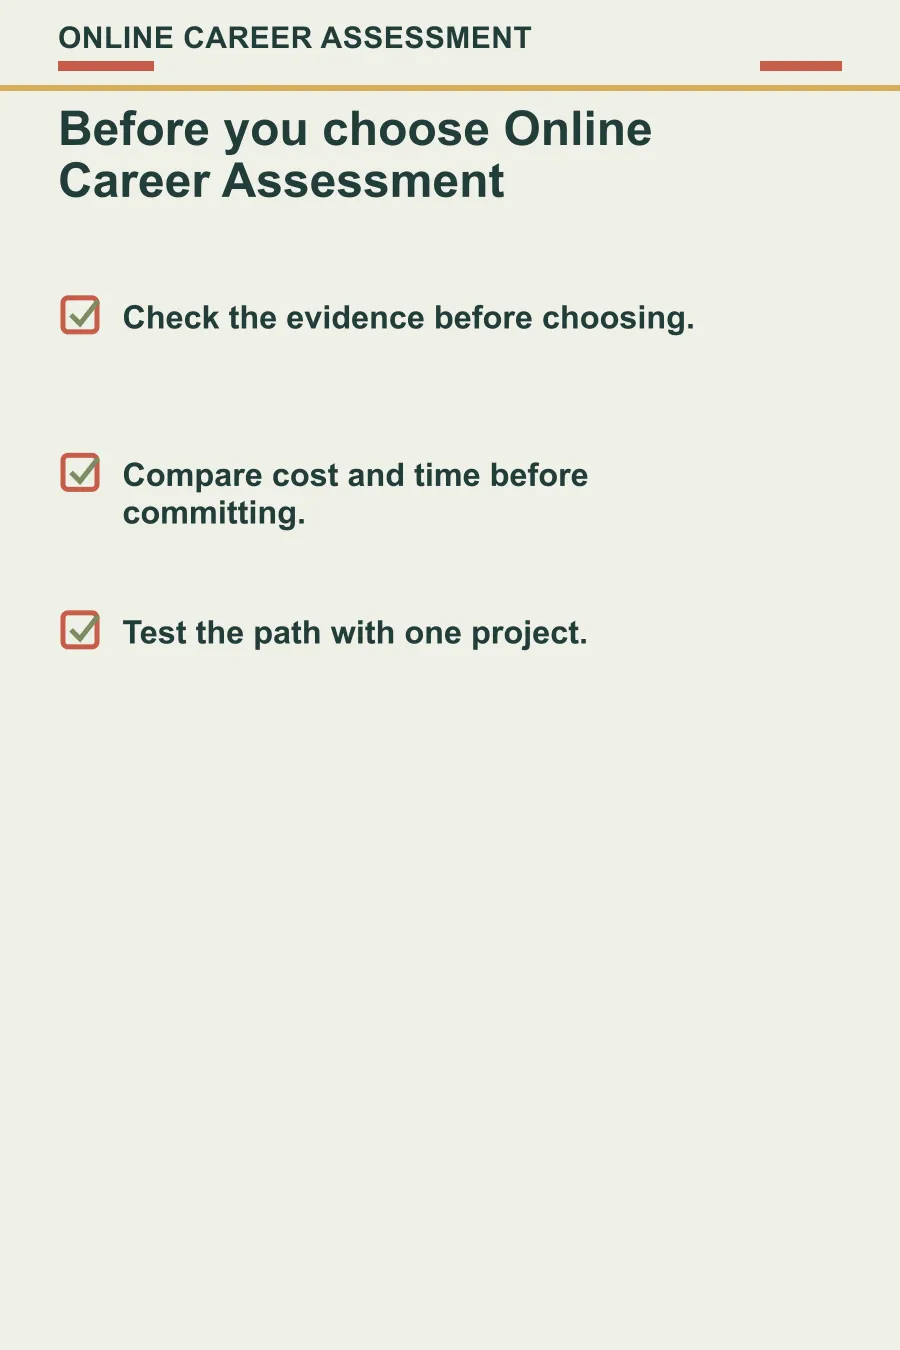 ONLINE CAREER ASSESSMENT
Before you choose Online
Career Assessment
Check the evidence before choosing.
Compare cost and time before
committing.
Test the path with one project.